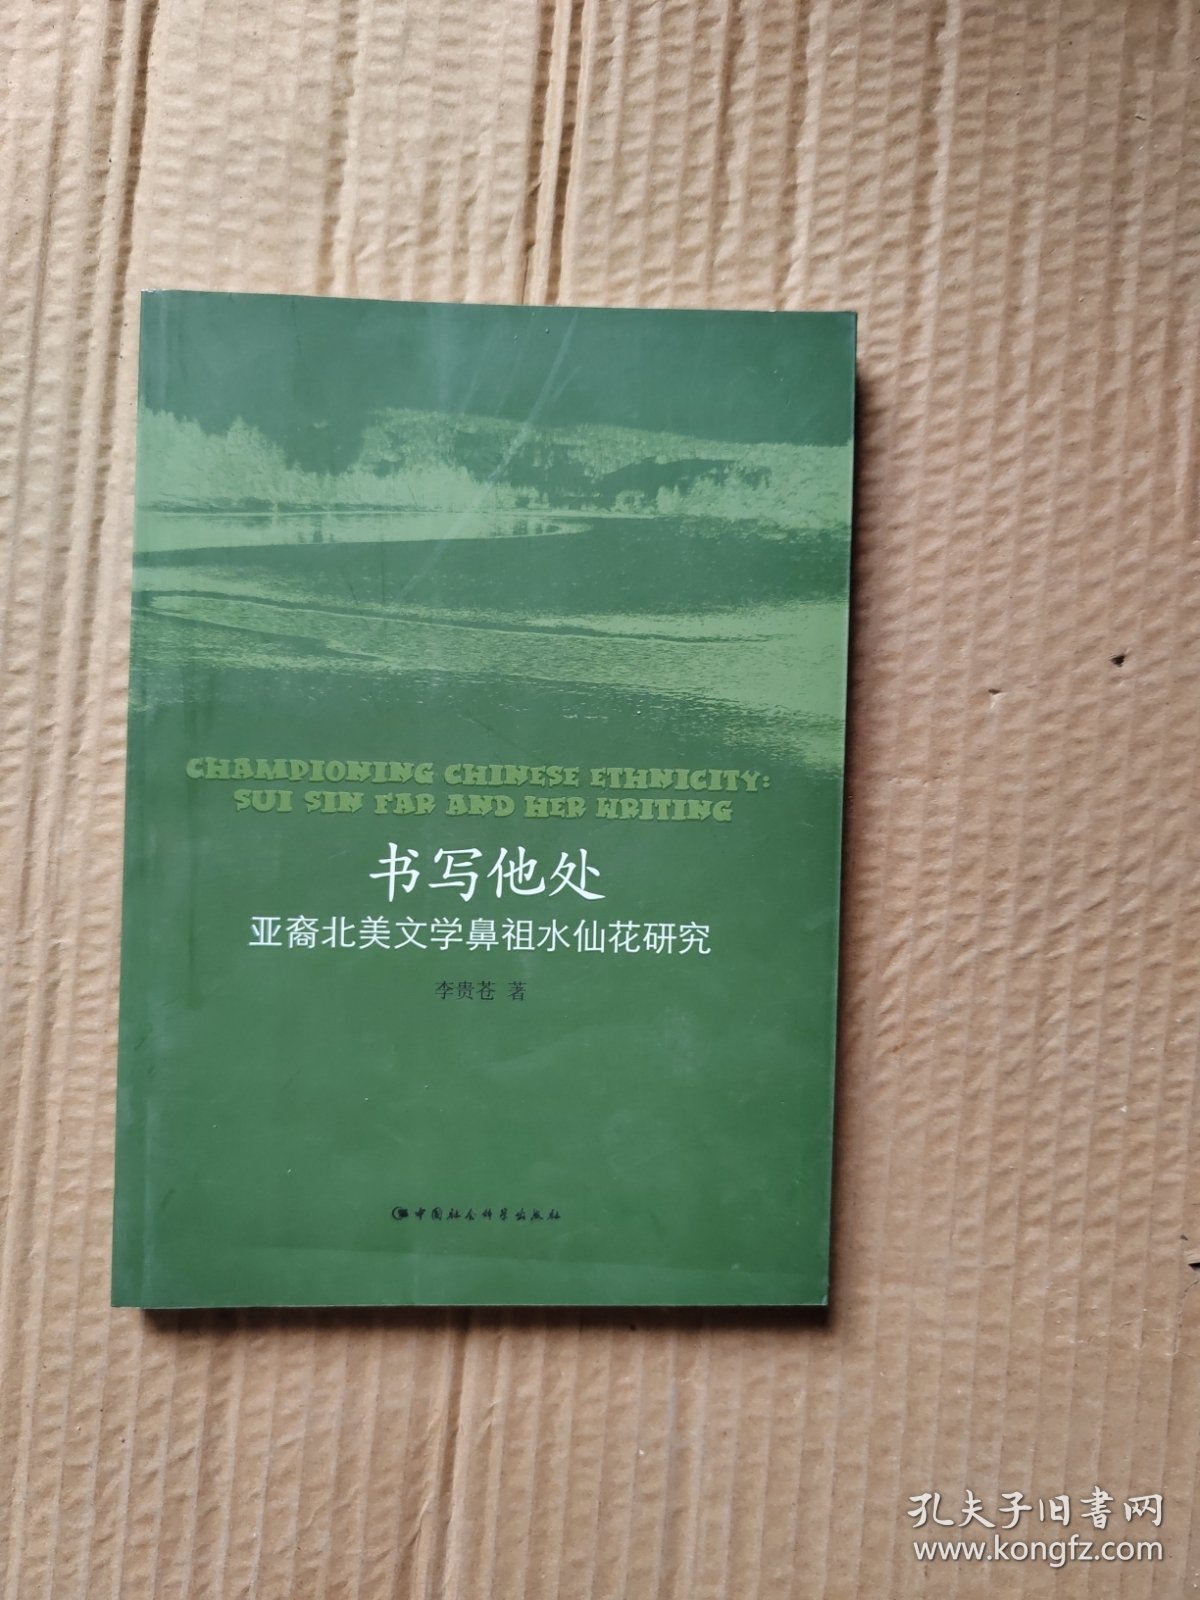 CHAMPIONING CHINESE ETHNICITY:
SUI SIN FAR AND HER WRITING
书写他处
亚裔北美文学鼻祖水仙花研究
李贵苍 著
中国社会科学出版社
孔夫子旧书网
www.kongfz.com